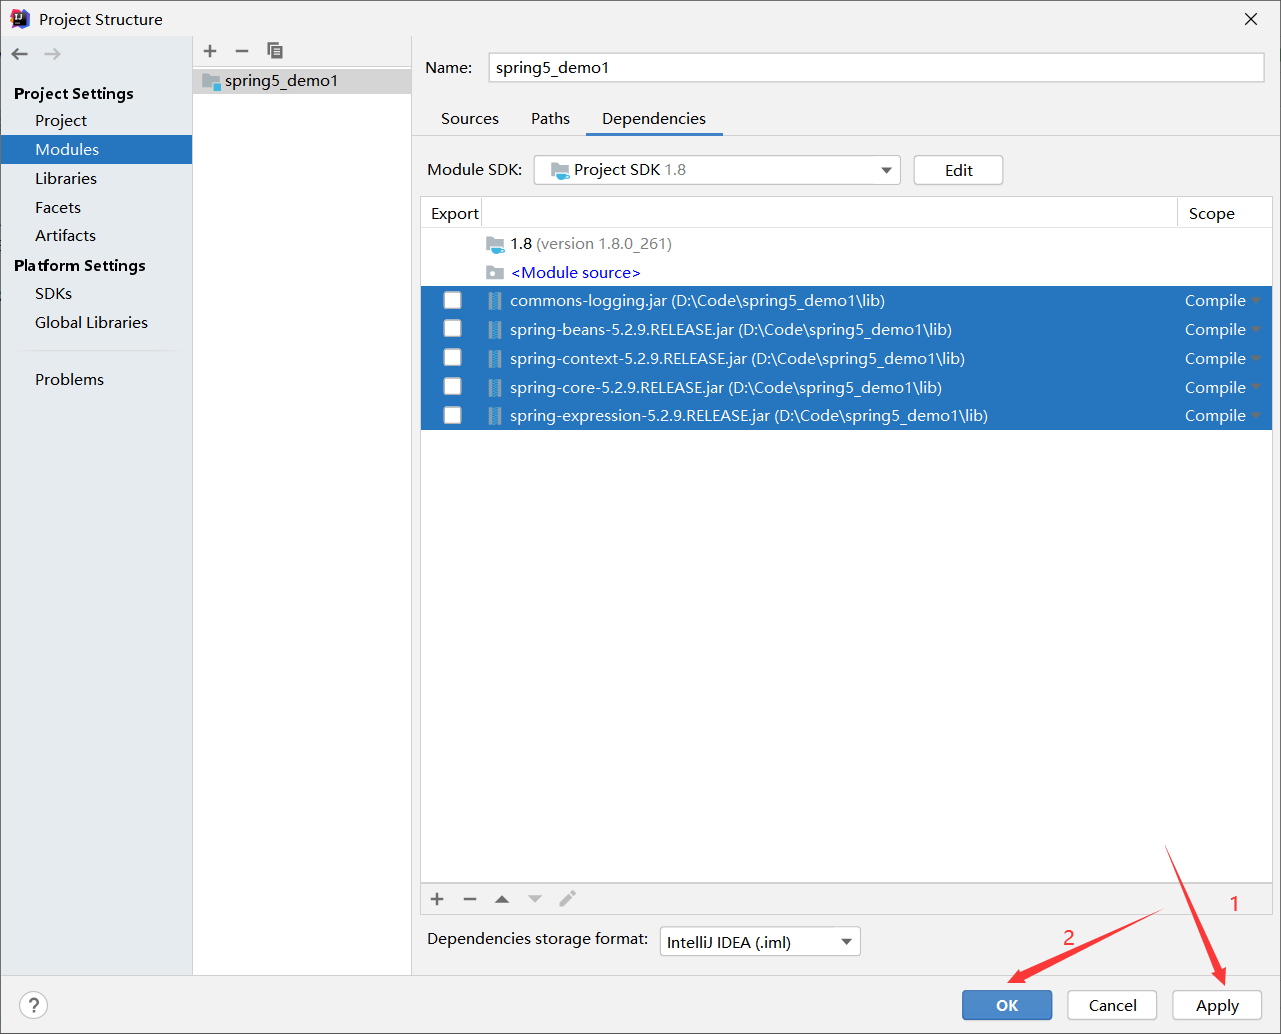 Project Structure
Project Settings
Project
Modules
Libraries
Facets
Artifacts
Platform Settings
SDKs
Global Libraries
Problems
spring5_demo1
Name: spring5_demo1
Sources Paths Dependencies
Module SDK: Project SDK 1.8 Edit
Export Scope
1.8 (version 1.8.0_261)
<Module source>
commons-logging.jar (D:\Code\spring5_demo1\lib) Compile
spring-beans-5.2.9.RELEASE.jar (D:\Code\spring5_demo1\lib) Compile
spring-context-5.2.9.RELEASE.jar (D:\Code\spring5_demo1\lib) Compile
spring-core-5.2.9.RELEASE.jar (D:\Code\spring5_demo1\lib) Compile
spring-expression-5.2.9.RELEASE.jar (D:\Code\spring5_demo1\lib) Compile
1
2
Dependencies storage format: IntelliJ IDEA (.iml)
? OK Cancel Apply